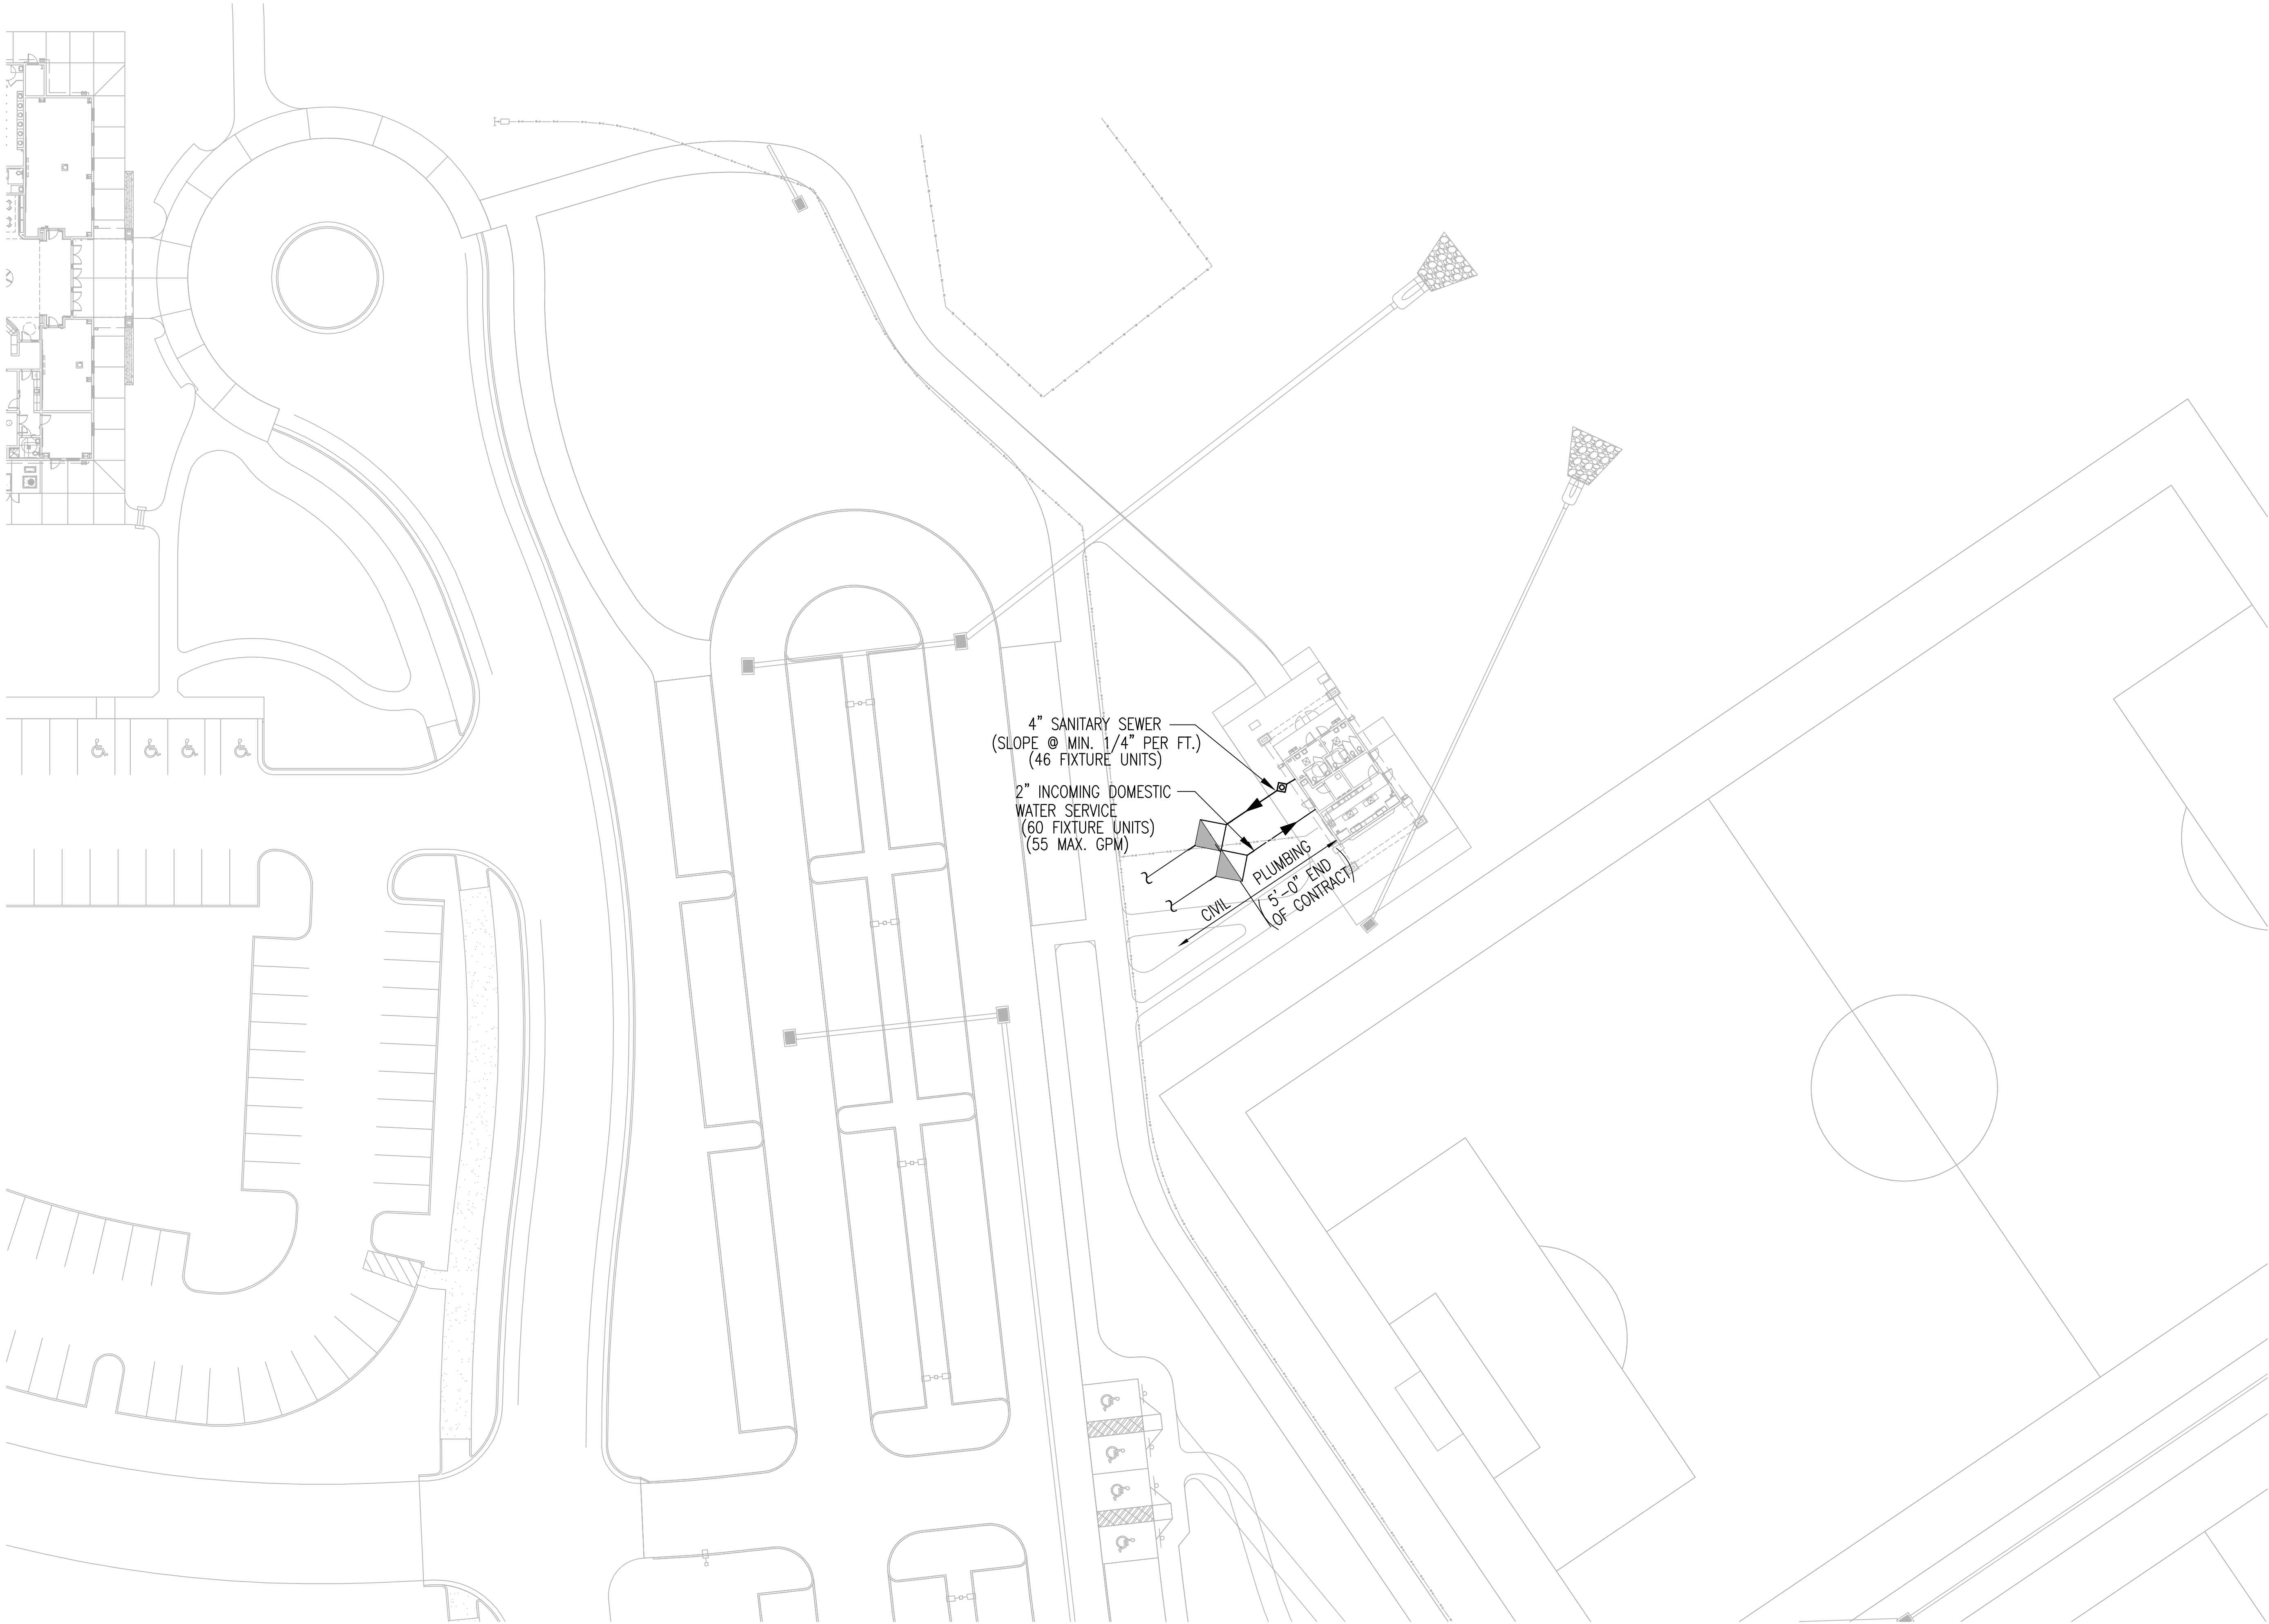 4" SANITARY SEWER
(SLOPE @ MIN. 1/4" PER FT.)
(46 FIXTURE UNITS)
2" INCOMING DOMESTIC
WATER SERVICE
(60 FIXTURE UNITS)
(55 MAX. GPM)
PLUMBING
CIVIL
5'-0" END
OF CONTRACT